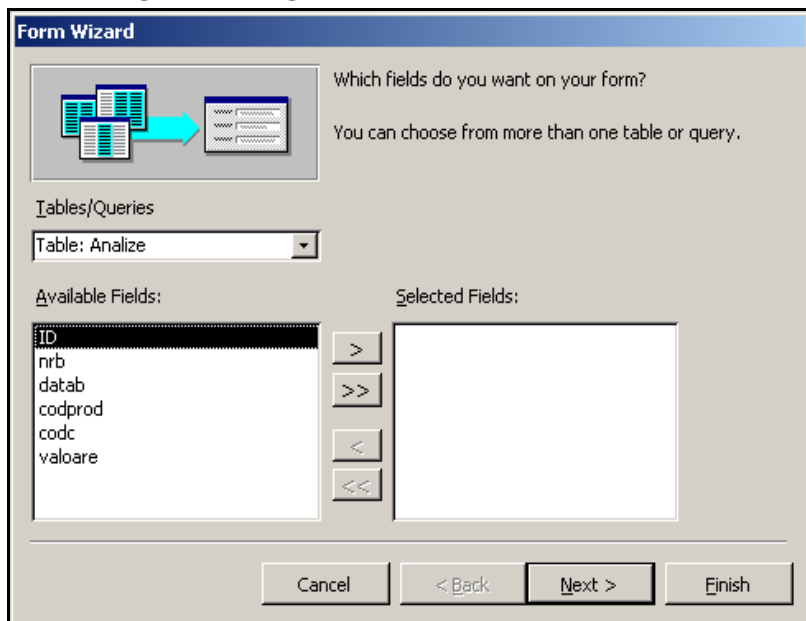 Form Wizard
Which fields do you want on your form?
You can choose from more than one table or query.
Tables/Queries
Table: Analize
Available Fields:
Selected Fields:
ID
nrb
datab
codprod
codc
valoare
>
>>
<
<<
Cancel
< Back
Next >
Finish